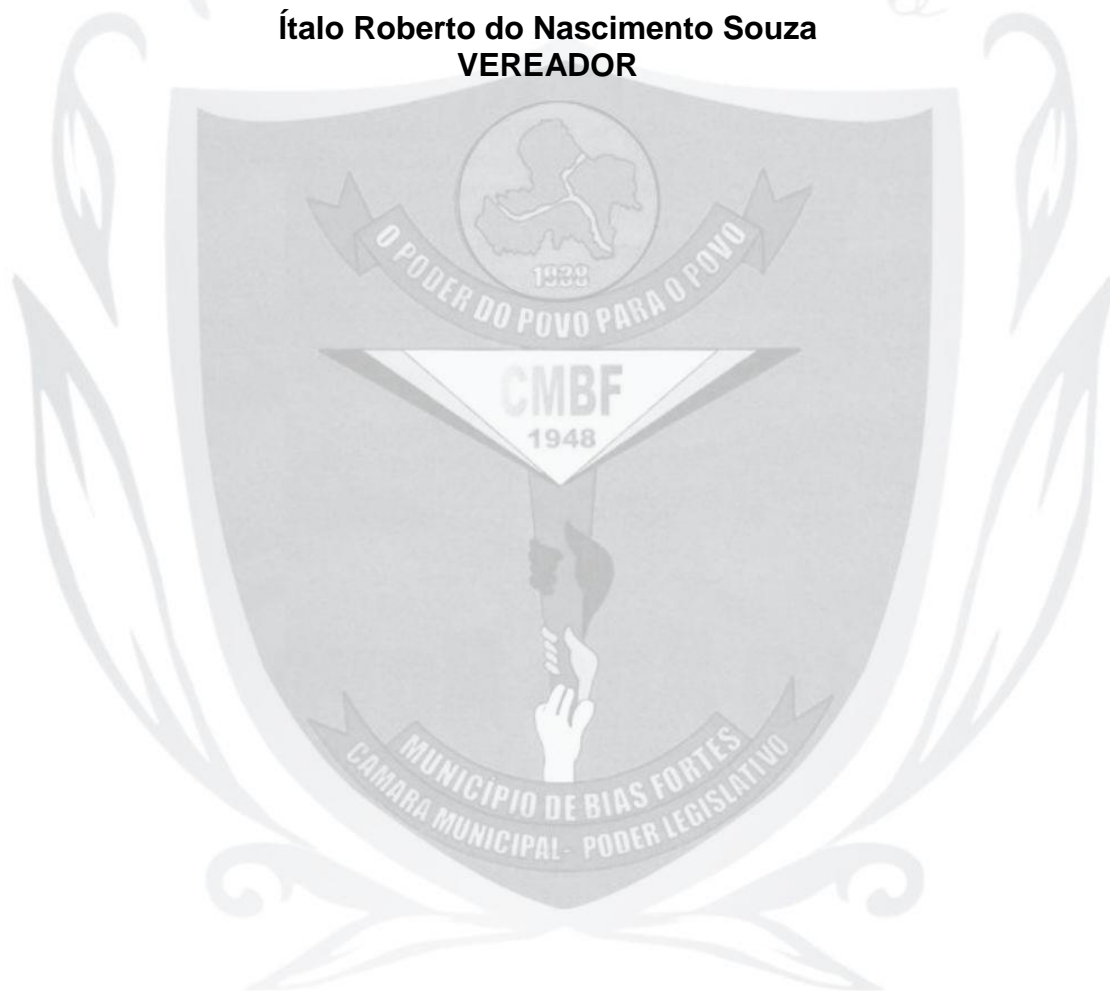 Ítalo Roberto do Nascimento Souza
VEREADOR
O PODER DO POVO PARA O POVO
1938
CMBF
1948
MUNICÍPIO DE BIAS FORTES
CAMARA MUNICIPAL- PODER LEGISLATIVO